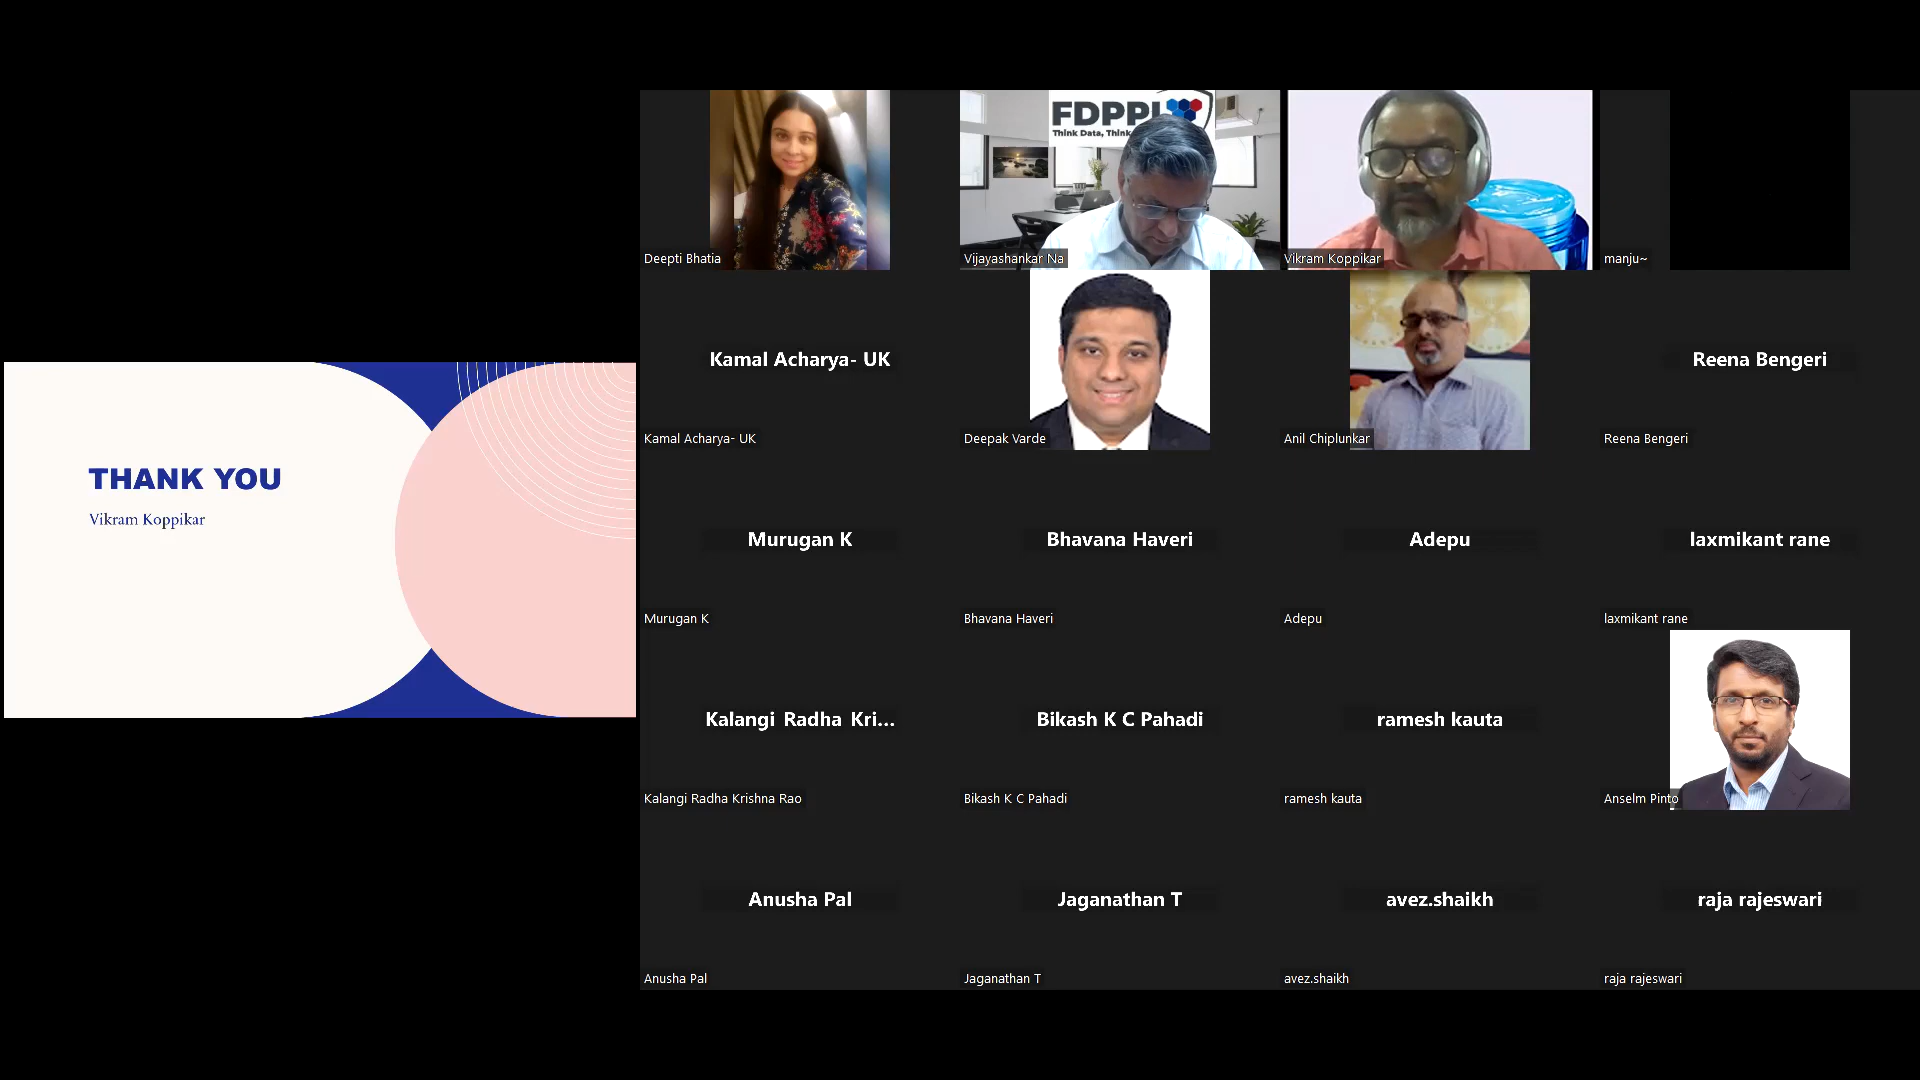 THANK YOU
Vikram Koppikar
Deepti Bhatia
FDPPI
Think Data, Think
Vijayashankar Na
Vikram Koppikar
manju~
Kamal Acharya- UK
Kamal Acharya- UK
Deepak Varde
Anil Chiplunkar
Reena Bengeri
Reena Bengeri
Murugan K
Murugan K
Bhavana Haveri
Bhavana Haveri
Adepu
Adepu
laxmikant rane
laxmikant rane
Kalangi Radha Kri...
Kalangi Radha Krishna Rao
Bikash K C Pahadi
Bikash K C Pahadi
ramesh kauta
ramesh kauta
Anselm Pinto
Anusha Pal
Anusha Pal
Jaganathan T
Jaganathan T
avez.shaikh
avez.shaikh
raja rajeswari
raja rajeswari